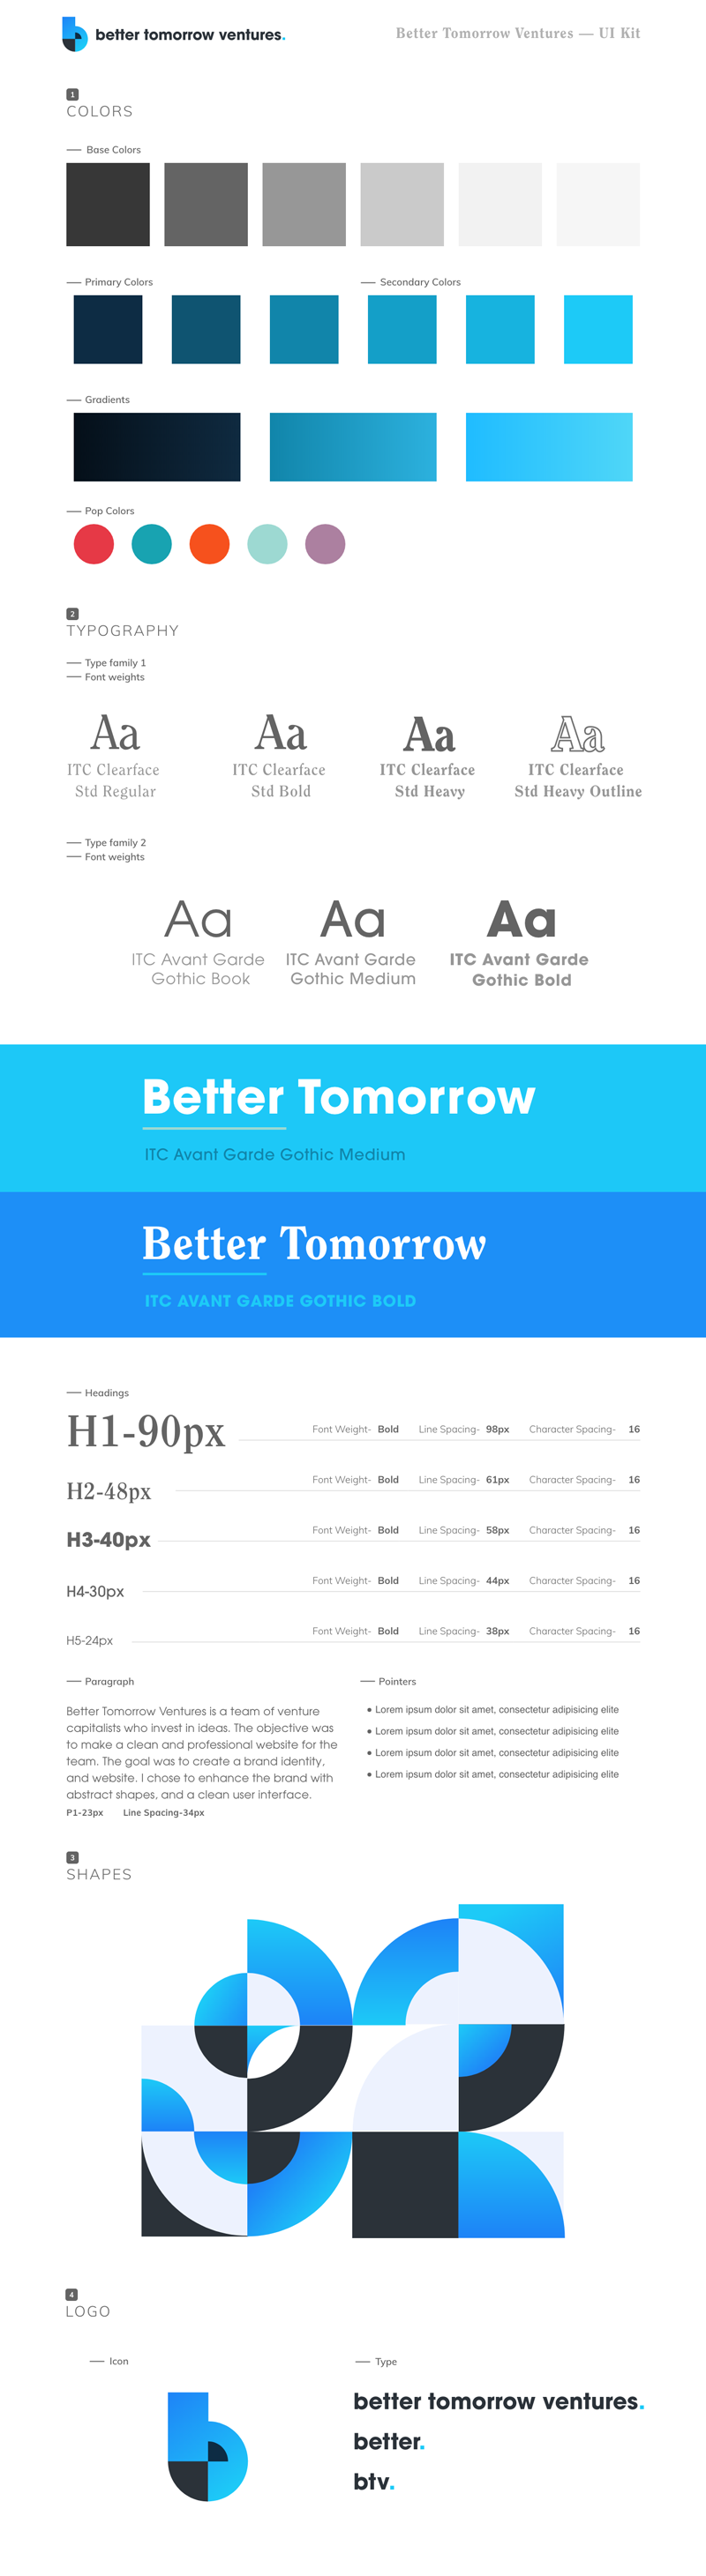 better tomorrow ventures.
Better Tomorrow Ventures — UI Kit
1
COLORS
Base Colors
Primary Colors
Secondary Colors
Gradients
Pop Colors
2
TYPOGRAPHY
Type family 1
Font weights
Aa Aa Aa Aa
ITC Clearface
Std Regular
ITC Clearface
Std Bold
ITC Clearface
Std Heavy
ITC Clearface
Std Heavy Outline
Type family 2
Font weights
Aa Aa Aa
ITC Avant Garde
Gothic Book
ITC Avant Garde
Gothic Medium
ITC Avant Garde
Gothic Bold
Better Tomorrow
ITC Avant Garde Gothic Medium
Better Tomorrow
ITC AVANT GARDE GOTHIC BOLD
Headings
H1-90px Font Weight- Bold Line Spacing- 98px Character Spacing- 16
H2-48px Font Weight- Bold Line Spacing- 61px Character Spacing- 16
H3-40px Font Weight- Bold Line Spacing- 58px Character Spacing- 16
H4-30px Font Weight- Bold Line Spacing- 44px Character Spacing- 16
H5-24px Font Weight- Bold Line Spacing- 38px Character Spacing- 16
Paragraph
Better Tomorrow Ventures is a team of venture
capitalists who invest in ideas. The objective was
to make a clean and professional website for the
team. The goal was to create a brand identity,
and website. I chose to enhance the brand with
abstract shapes, and a clean user interface.
P1-23px Line Spacing-34px
Pointers
• Lorem ipsum dolor sit amet, consectetur adipisicing elite
• Lorem ipsum dolor sit amet, consectetur adipisicing elite
• Lorem ipsum dolor sit amet, consectetur adipisicing elite
• Lorem ipsum dolor sit amet, consectetur adipisicing elite
3
SHAPES
4
LOGO
Icon
b
Type
better tomorrow ventures.
better.
btv.